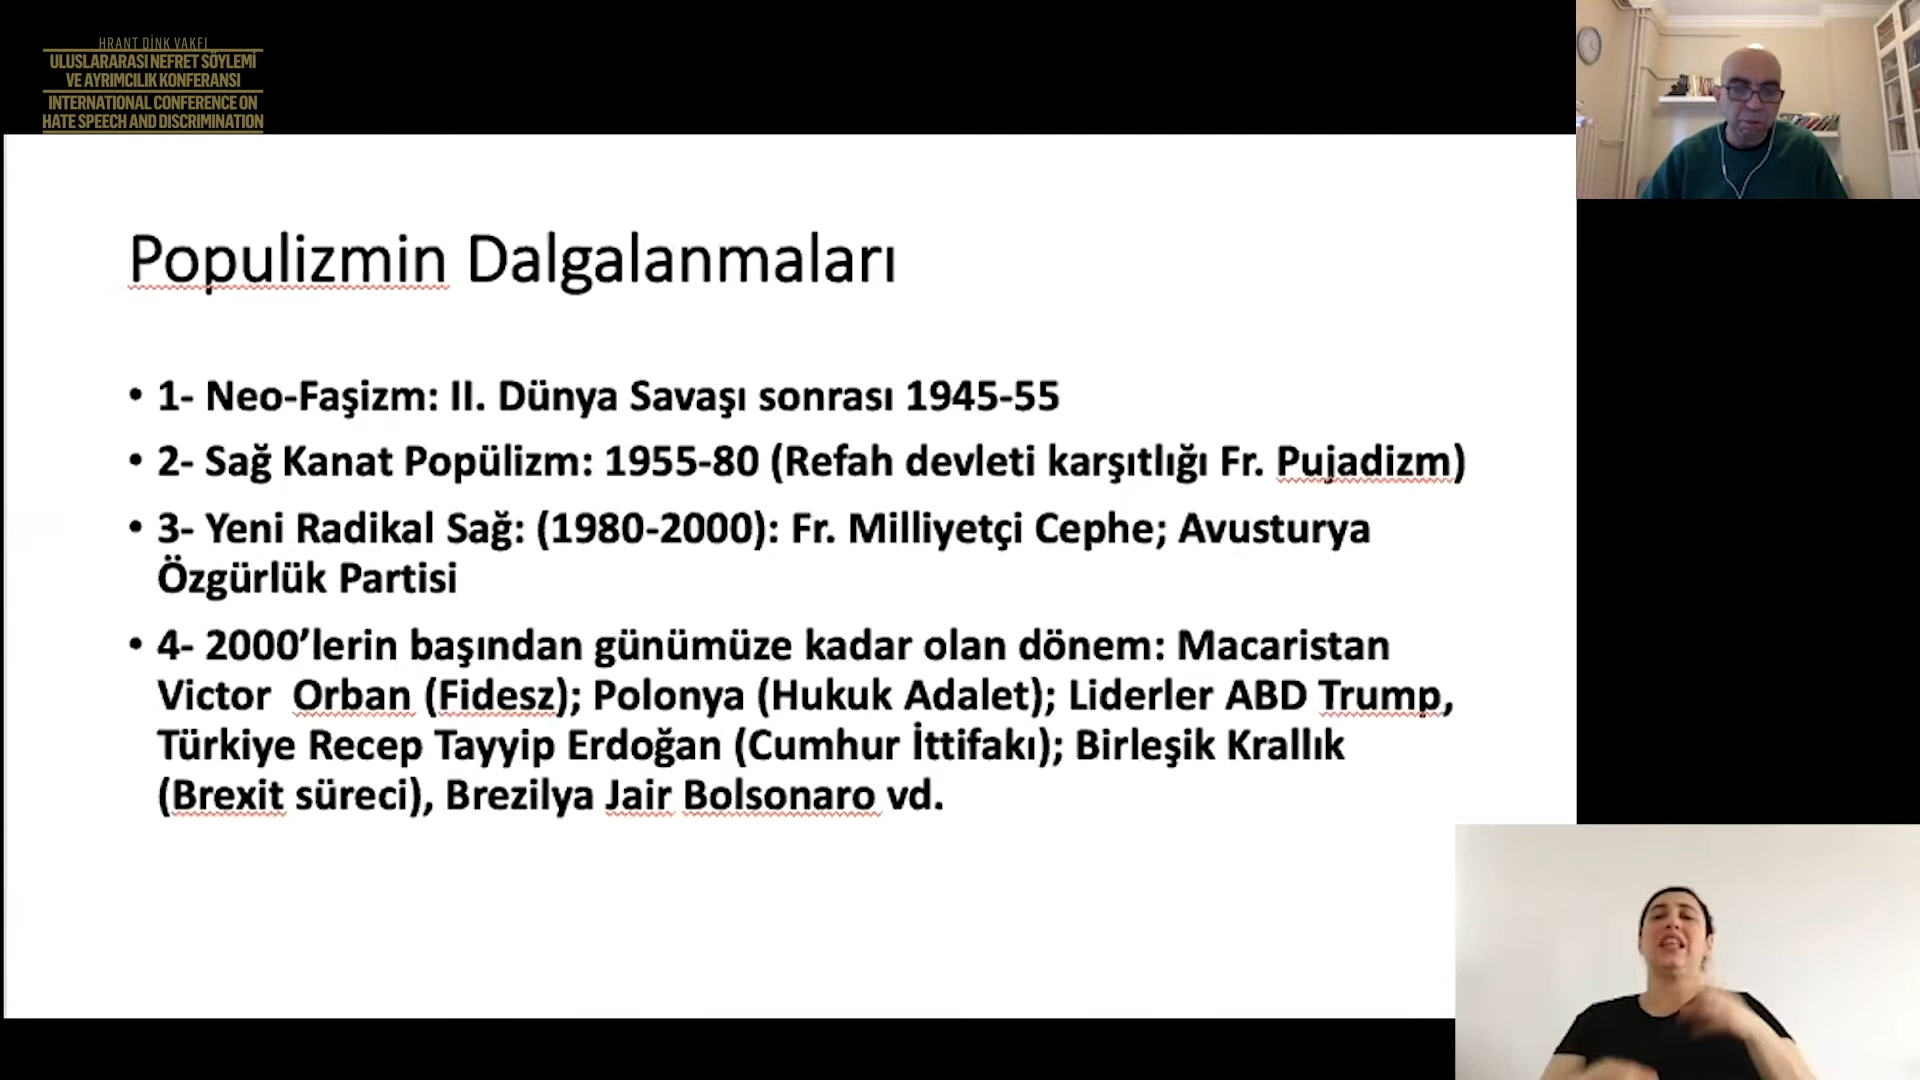 HRANT DİNK VAKFI
ULUSLARARASI NEFRET SÖYLEMİ
VE AYRIMCILIK KONFERANSI
INTERNATIONAL CONFERENCE ON
HATE SPEECH AND DISCRIMINATION
Populizmin Dalgalanmaları
• 1- Neo-Faşizm: II. Dünya Savaşı sonrası 1945-55
• 2- Sağ Kanat Popülizm: 1955-80 (Refah devleti karşıtlığı Fr. Pujadizm)
• 3- Yeni Radikal Sağ: (1980-2000): Fr. Milliyetçi Cephe; Avusturya
Özgürlük Partisi
• 4- 2000’lerin başından günümüze kadar olan dönem: Macaristan
Victor Orban (Fidesz); Polonya (Hukuk Adalet); Liderler ABD Trump,
Türkiye Recep Tayyip Erdoğan (Cumhur İttifakı); Birleşik Krallık
(Brexit süreci), Brezilya Jair Bolsonaro vd.